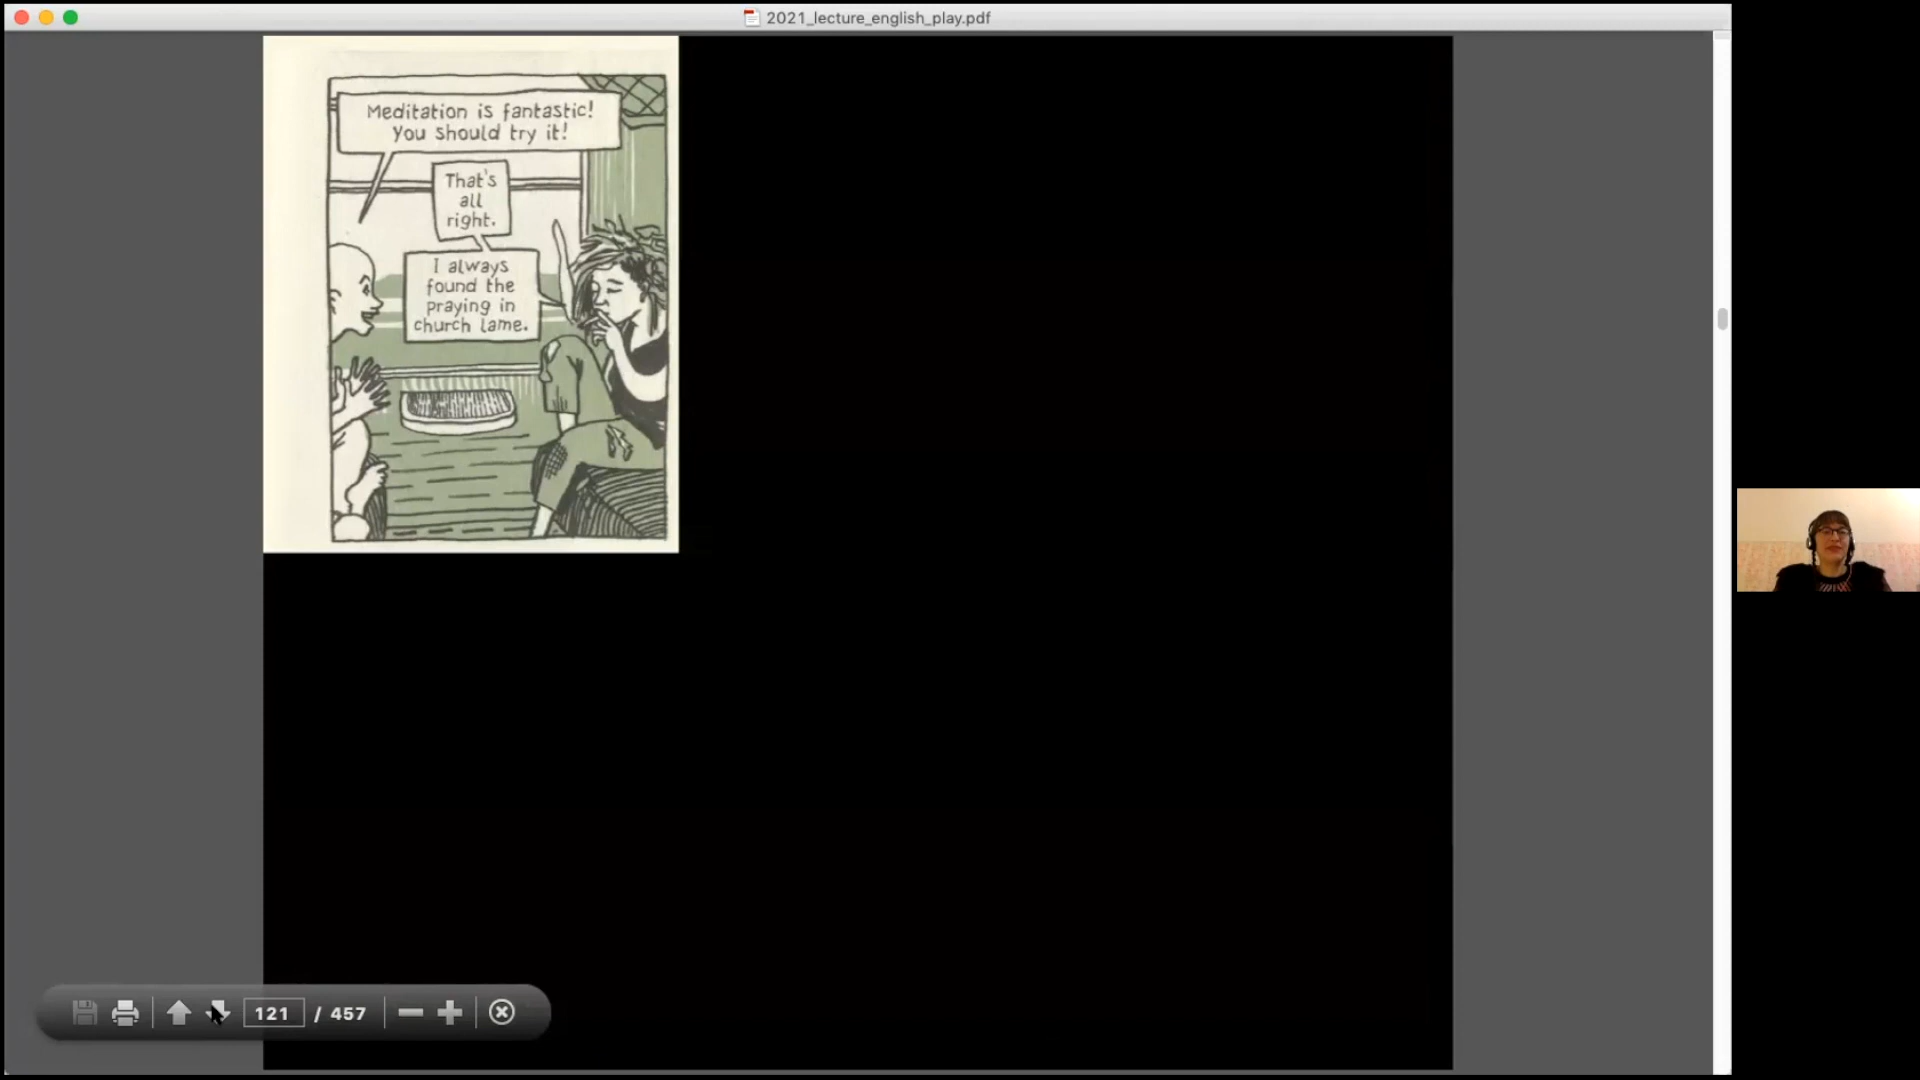 2021_lecture_english_play.pdf
Meditation is fantastic!
You should try it!
That's
all
right.
I always
found the
praying in
church lame.
121 / 457